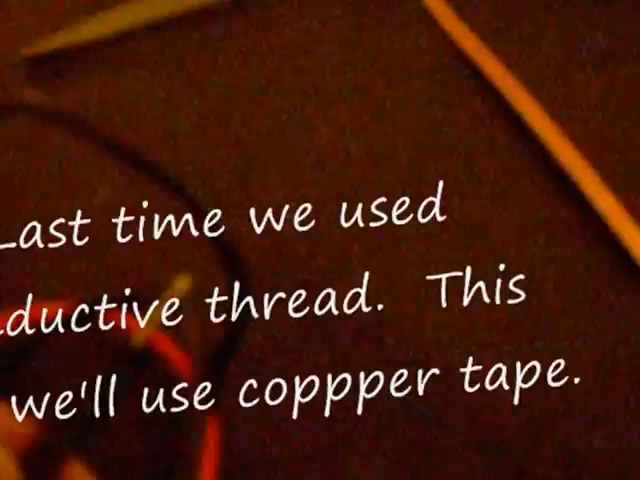 Last time we used
ductive thread. This
we'll use coppper tape.